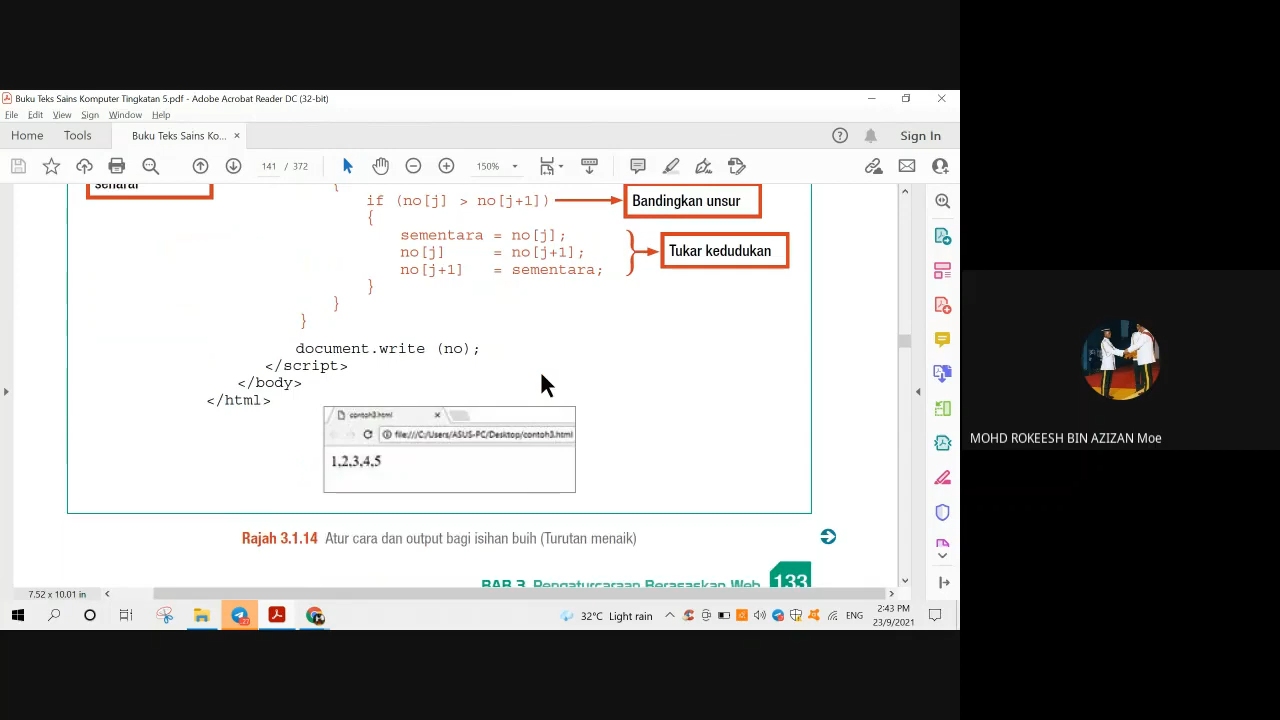 Buku Teks Sains Komputer Tingkatan 5.pdf - Adobe Acrobat Reader DC (32-bit)
File Edit View Sign Window Help
Home Tools Buku Teks Sains Ko... × Sign In
141 / 372 150%
senarai
{
if (no[j] > no[j+1]) Bandingkan unsur
{
sementara = no[j];
no[j] = no[j+1];
no[j+1] = sementara;
Tukar kedudukan
}
}
}
document.write (no);
</script>
</body>
</html>
contoh3.html ×
file:///C:/Users/ASUS-PC/Desktop/contoh3.html
1,2,3,4,5
Rajah 3.1.14 Atur cara dan output bagi isihan buih (Turutan menaik)
BAB 3 Pengaturcaraan Berasaskan Web 133
7.52 x 10.01 in
32°C Light rain ENG 2:43 PM
23/9/2021
MOHD ROKEESH BIN AZIZAN Moe